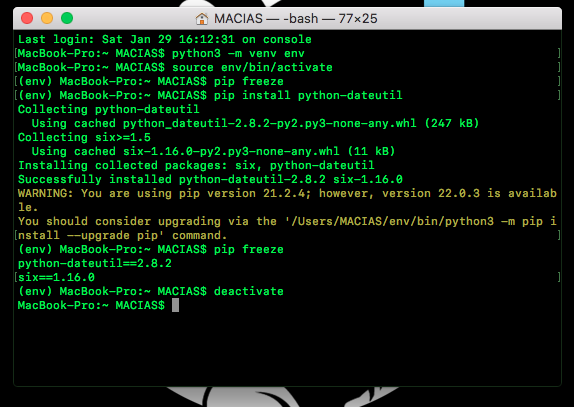 MACIAS — -bash — 77×25
Last login: Sat Jan 29 16:12:31 on console
[MacBook-Pro:~ MACIAS$ python3 -m venv env ]
[MacBook-Pro:~ MACIAS$ source env/bin/activate ]
[(env) MacBook-Pro:~ MACIAS$ pip freeze ]
[(env) MacBook-Pro:~ MACIAS$ pip install python-dateutil ]
Collecting python-dateutil
  Using cached python_dateutil-2.8.2-py2.py3-none-any.whl (247 kB)
Collecting six>=1.5
  Using cached six-1.16.0-py2.py3-none-any.whl (11 kB)
Installing collected packages: six, python-dateutil
Successfully installed python-dateutil-2.8.2 six-1.16.0
WARNING: You are using pip version 21.2.4; however, version 22.0.3 is availab
le.
You should consider upgrading via the '/Users/MACIAS/env/bin/python3 -m pip i
[nstall --upgrade pip' command. ]
(env) MacBook-Pro:~ MACIAS$ pip freeze
python-dateutil==2.8.2
[six==1.16.0 ]
(env) MacBook-Pro:~ MACIAS$ deactivate
MacBook-Pro:~ MACIAS$